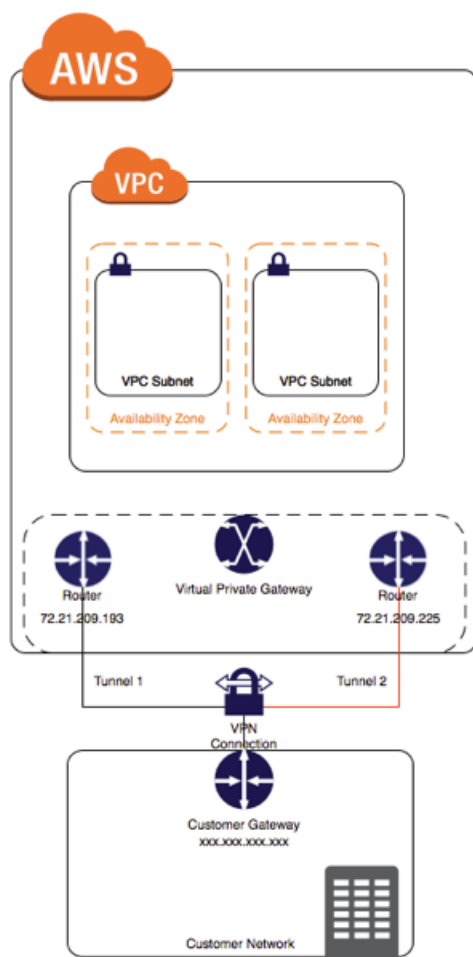 AWS
VPC
VPC Subnet
VPC Subnet
Availability Zone
Availability Zone
Router
72.21.209.193
Virtual Private Gateway
Router
72.21.209.225
Tunnel 1
Tunnel 2
VPN
Connection
Customer Gateway
xxx.xxx.xxx.xxx
Customer Network